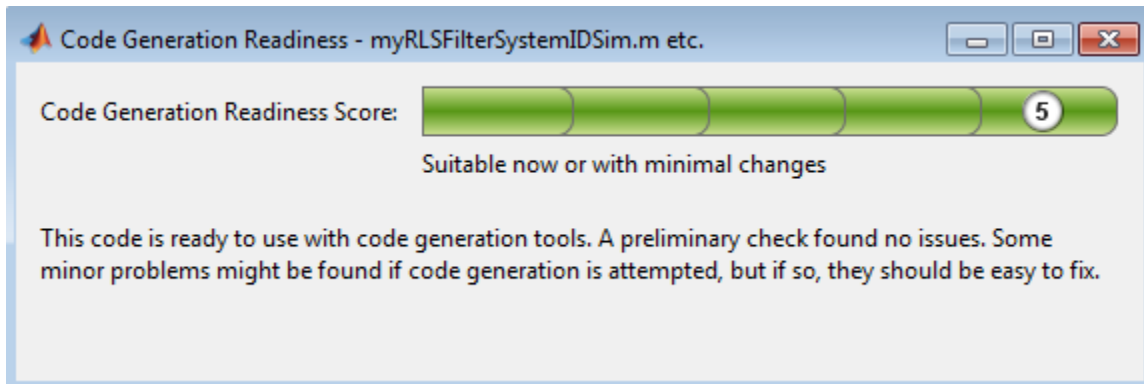 Code Generation Readiness - myRLSFilterSystemIDSim.m etc.
Code Generation Readiness Score:
5
Suitable now or with minimal changes
This code is ready to use with code generation tools. A preliminary check found no issues. Some
minor problems might be found if code generation is attempted, but if so, they should be easy to fix.